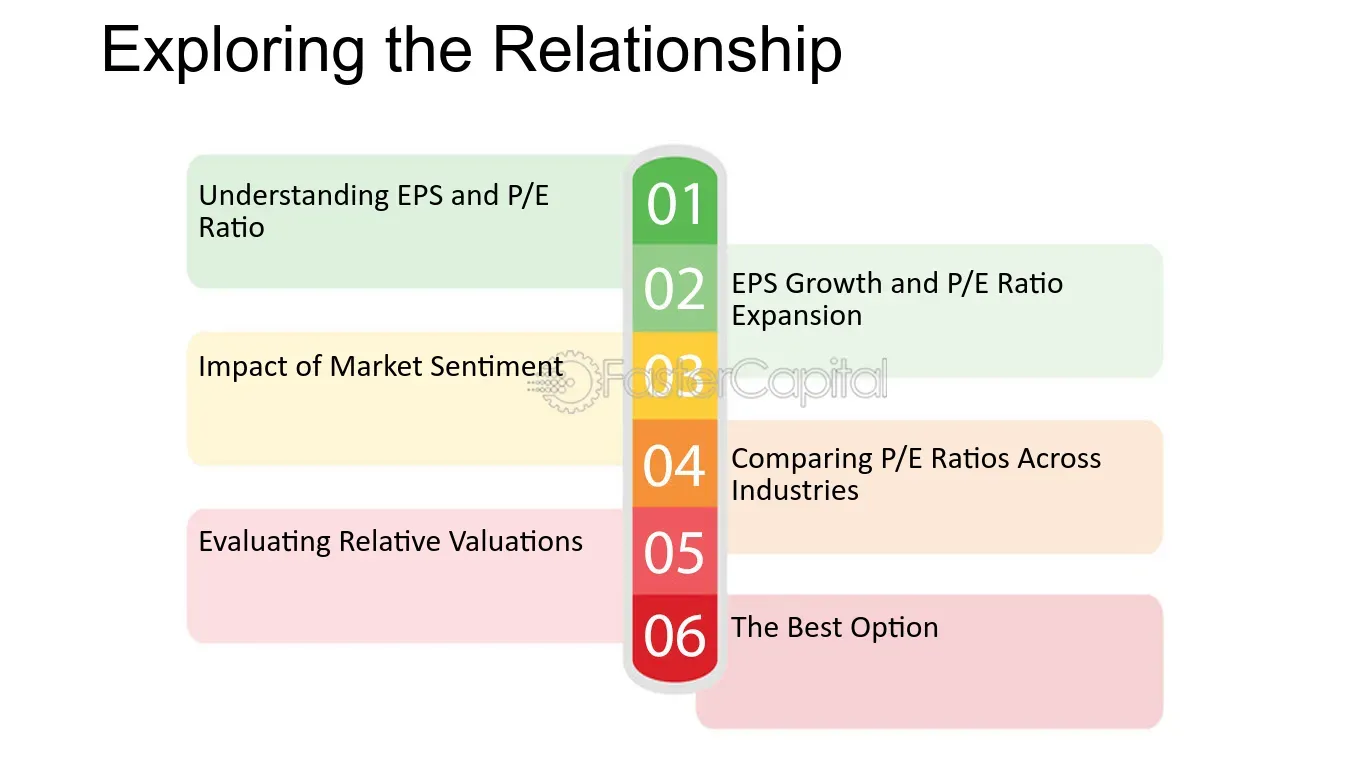 Exploring the Relationship
01
Understanding EPS and P/E
Ratio
02
EPS Growth and P/E Ratio
Expansion
03
Impact of Market Sentiment
FasterCapital
04
Comparing P/E Ratios Across
Industries
05
Evaluating Relative Valuations
06
The Best Option